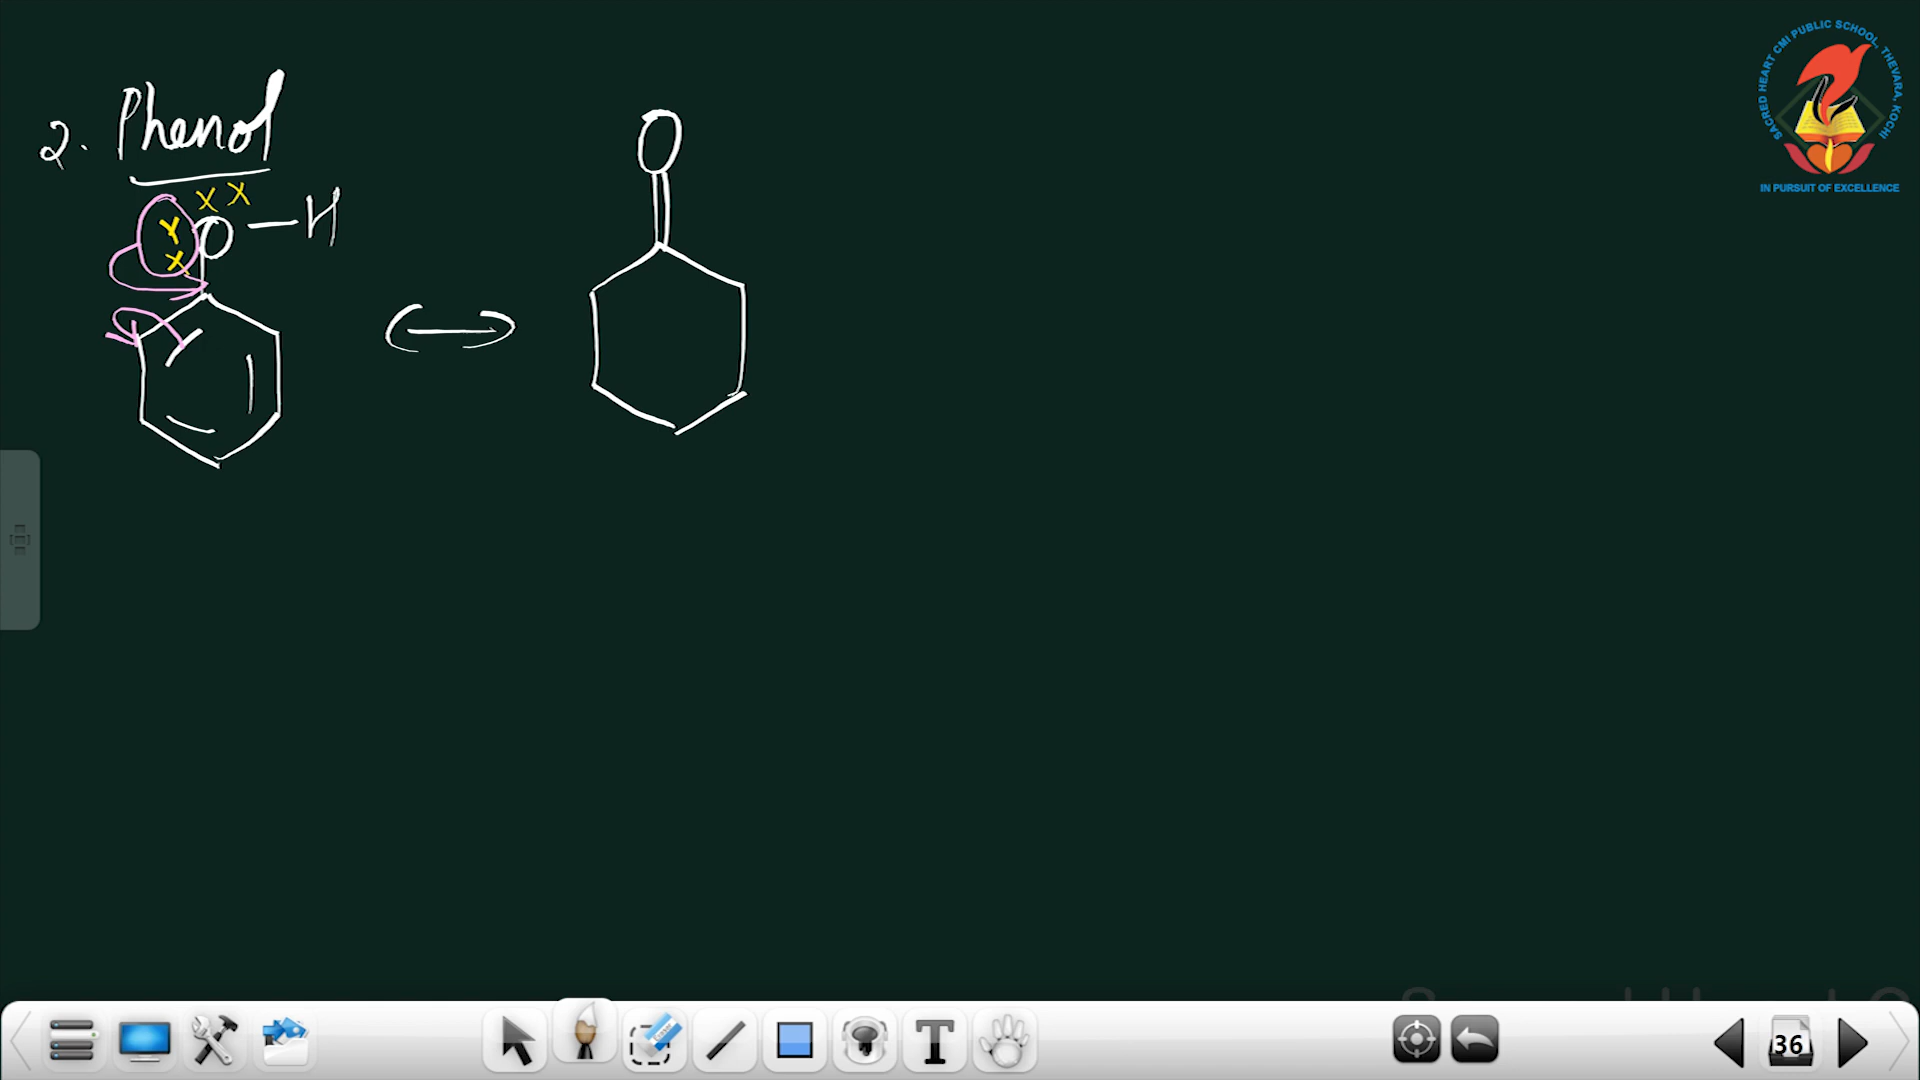 2. Phenol
X X
Y O — H
X
O
SACRED HEART CMI PUBLIC SCHOOL, THEVARA, KOCHI
IN PURSUIT OF EXCELLENCE
T
36